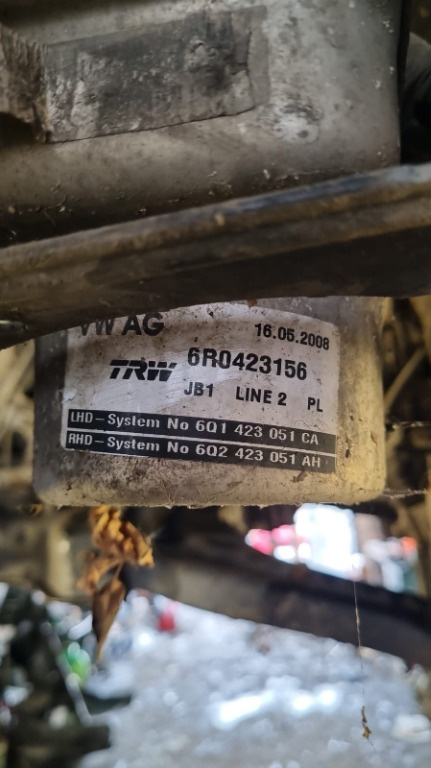 VW AG 16.05.2008
TRW 6R0423156
JB1 LINE 2 PL
LHD-System No 6Q1 423 051 CA
RHD-System No 6Q2 423 051 AH